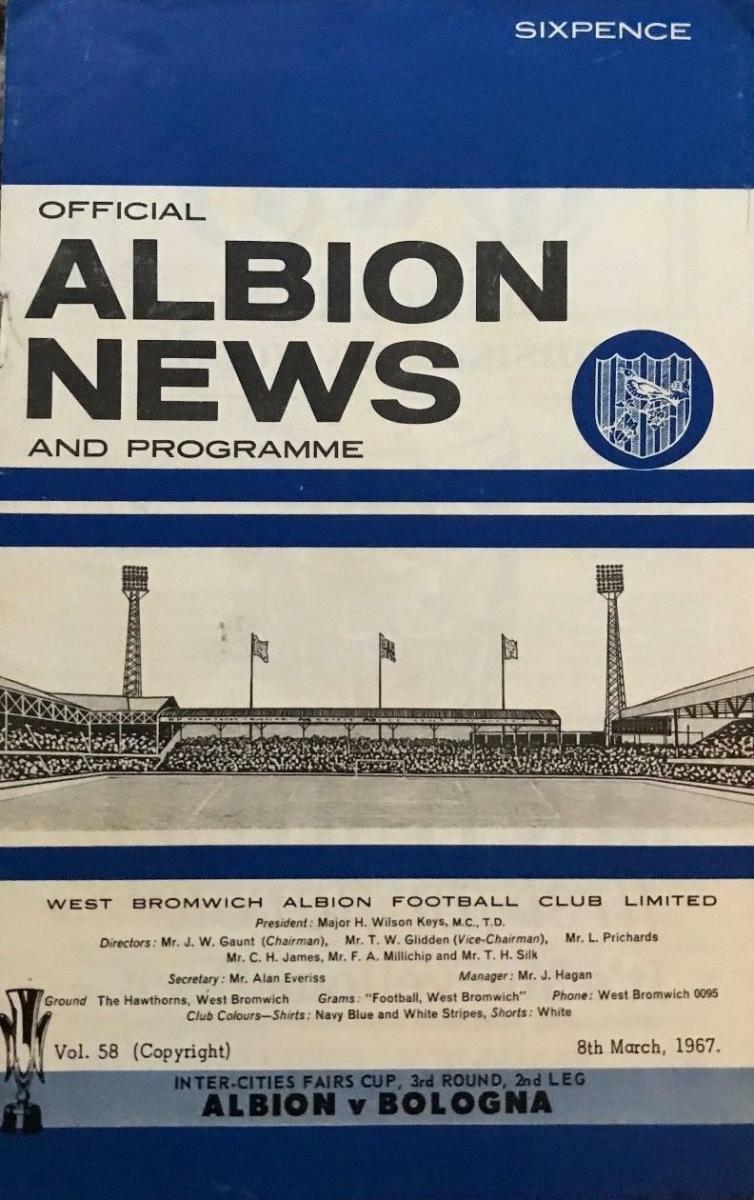 SIXPENCE
OFFICIAL
ALBION
NEWS
AND PROGRAMME
WEST BROMWICH ALBION FOOTBALL CLUB LIMITED
President: Major H. Wilson Keys, M.C., T.D.
Directors: Mr. J. W. Gaunt (Chairman), Mr. T. W. Glidden (Vice-Chairman), Mr. L. Prichards
Mr. C. H. James, Mr. F. A. Millichip and Mr. T. H. Silk
Secretary: Mr. Alan Everiss Manager: Mr. J. Hagan
Ground The Hawthorns, West Bromwich Grams: "Football, West Bromwich" Phone: West Bromwich 0095
Club Colours—Shirts: Navy Blue and White Stripes, Shorts: White
Vol. 58 (Copyright) 8th March, 1967.
INTER-CITIES FAIRS CUP, 3rd ROUND, 2nd LEG
ALBION v BOLOGNA